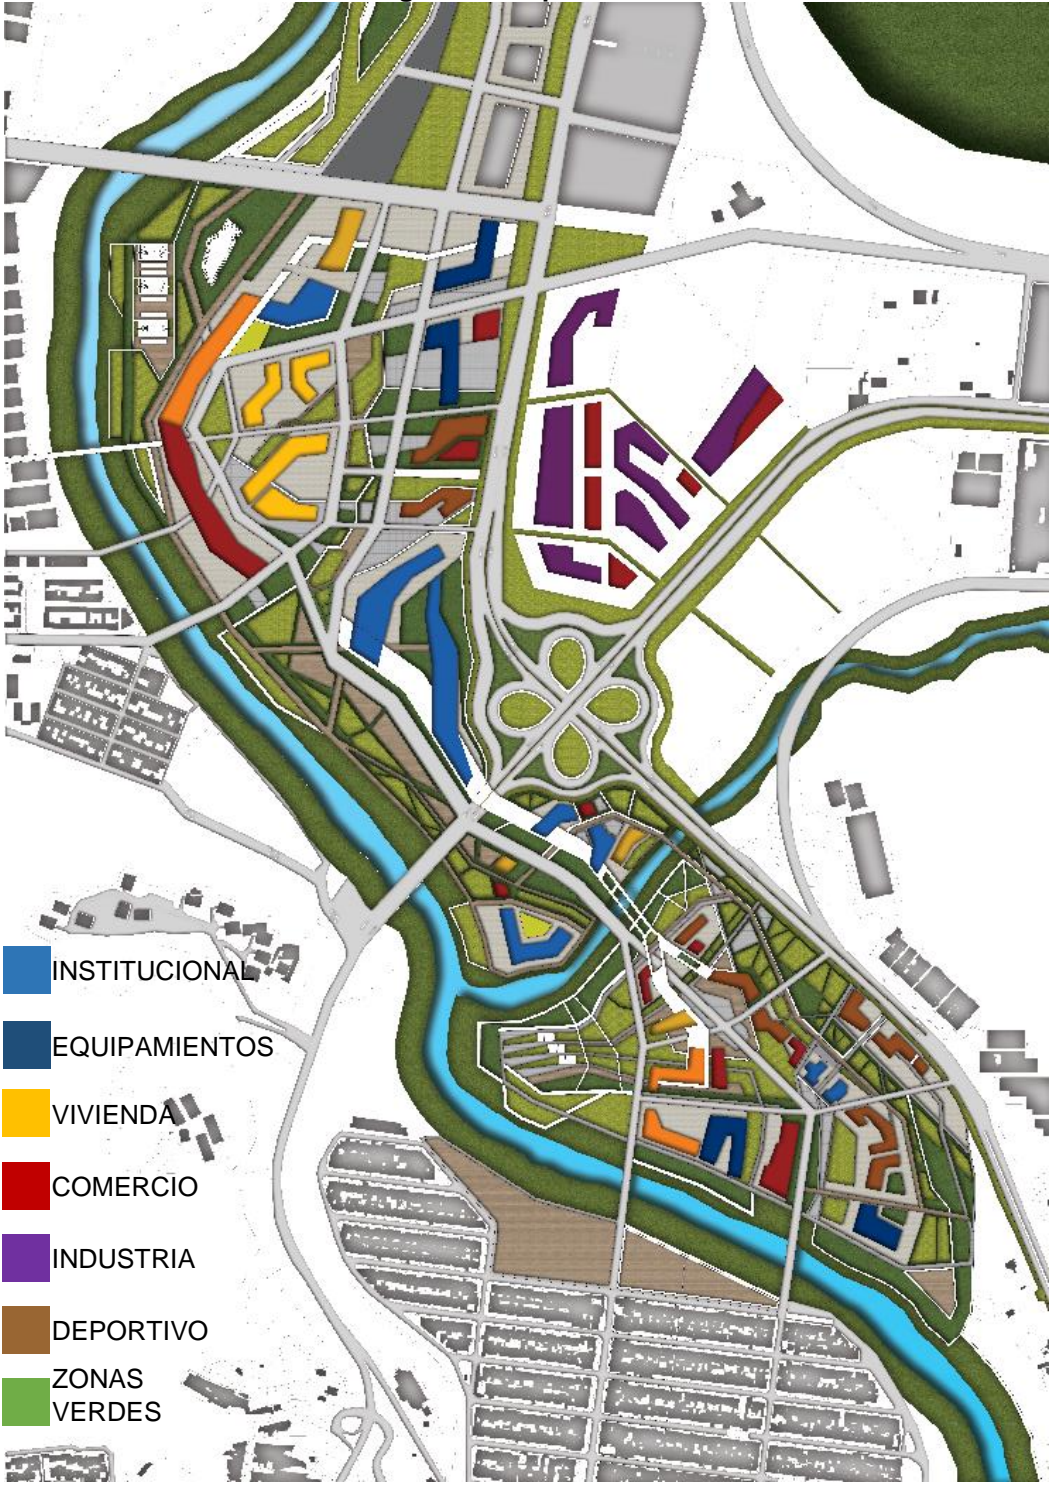 INSTITUCIONAL
EQUIPAMIENTOS
VIVIENDA
COMERCIO
INDUSTRIA
DEPORTIVO
ZONAS
VERDES